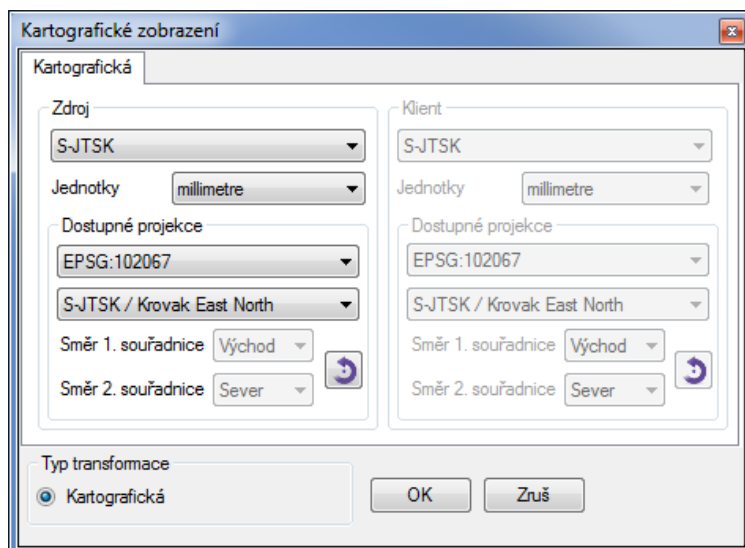 Kartografické zobrazení
Kartografická
Zdroj
S-JTSK
Jednotky
millimetre
Dostupné projekce
EPSG:102067
S-JTSK / Krovak East North
Směr 1. souřadnice
Východ
Směr 2. souřadnice
Sever
Klient
S-JTSK
Jednotky
millimetre
Dostupné projekce
EPSG:102067
S-JTSK / Krovak East North
Směr 1. souřadnice
Východ
Směr 2. souřadnice
Sever
Typ transformace
Kartografická
OK
Zruš